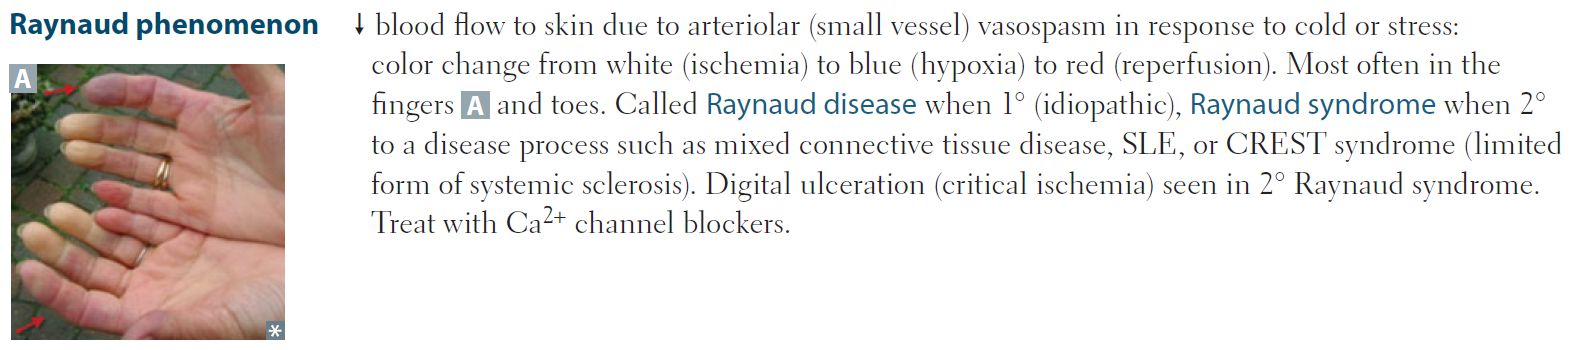 Raynaud phenomenon
↓ blood flow to skin due to arteriolar (small vessel) vasospasm in response to cold or stress:
color change from white (ischemia) to blue (hypoxia) to red (reperfusion). Most often in the
fingers A and toes. Called Raynaud disease when 1° (idiopathic), Raynaud syndrome when 2°
to a disease process such as mixed connective tissue disease, SLE, or CREST syndrome (limited
form of systemic sclerosis). Digital ulceration (critical ischemia) seen in 2° Raynaud syndrome.
Treat with Ca2+ channel blockers.
A
*